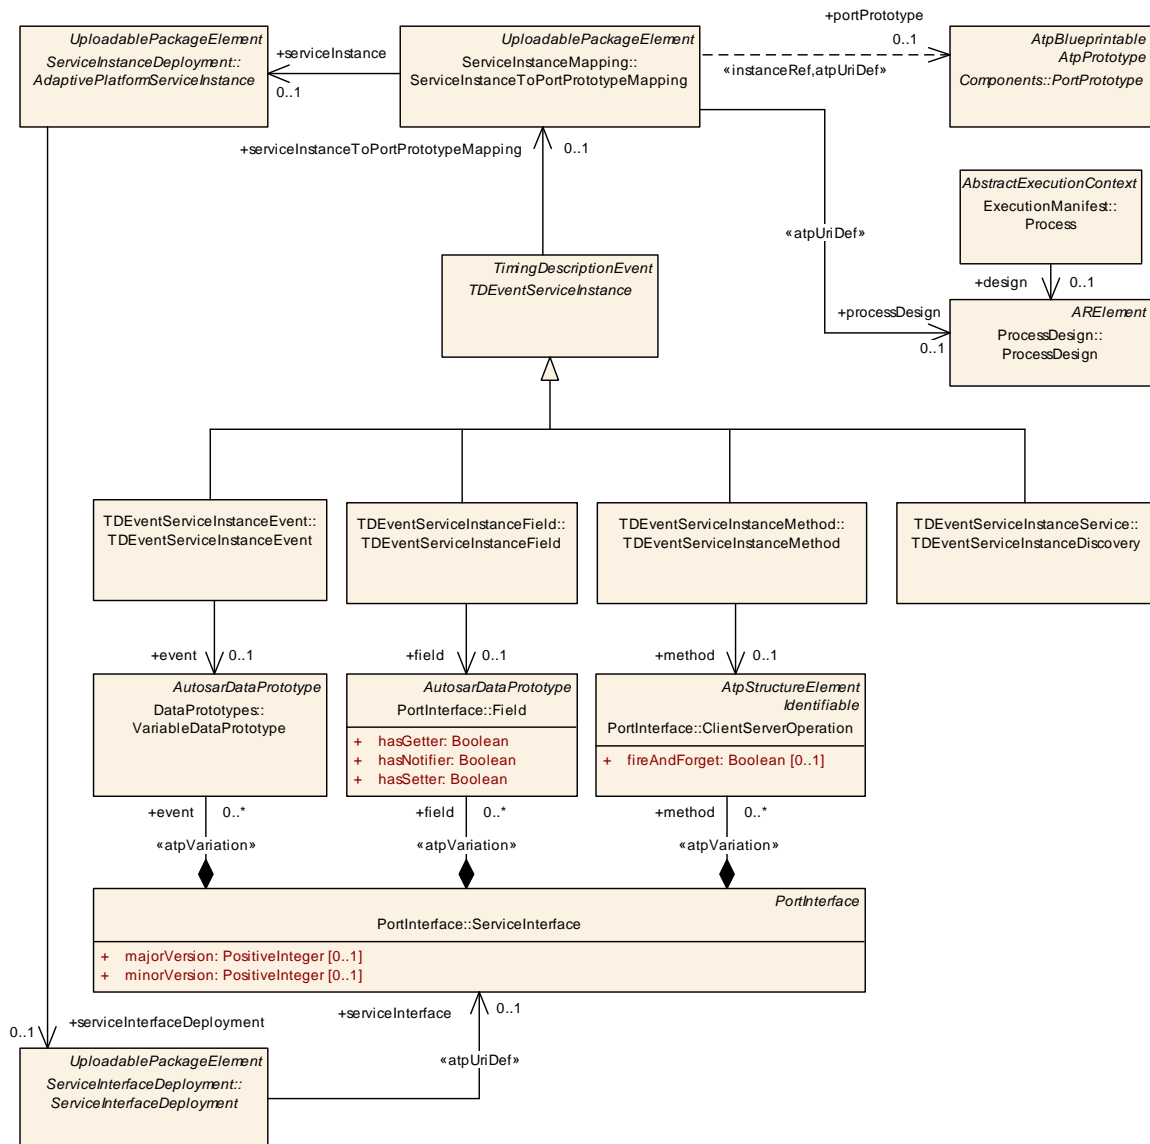 +portPrototype
UploadablePackageElement
ServiceInstanceDeployment::
AdaptivePlatformServiceInstance
+serviceInstance
0..1
UploadablePackageElement
ServiceInstanceMapping::
ServiceInstanceToPortPrototypeMapping
0..1
«instanceRef,atpUriDef»
AtpBlueprintable
AtpPrototype
Components::PortPrototype
+serviceInstanceToPortPrototypeMapping
0..1
AbstractExecutionContext
ExecutionManifest::
Process
«atpUriDef»
+design
0..1
TimingDescriptionEvent
TDEventServiceInstance
+processDesign
0..1
ARElement
ProcessDesign::
ProcessDesign
TDEventServiceInstanceEvent::
TDEventServiceInstanceEvent
TDEventServiceInstanceField::
TDEventServiceInstanceField
TDEventServiceInstanceMethod::
TDEventServiceInstanceMethod
TDEventServiceInstanceService::
TDEventServiceInstanceDiscovery
+event
0..1
+field
0..1
+method
0..1
AutosarDataPrototype
DataPrototypes::
VariableDataPrototype
AutosarDataPrototype
PortInterface::Field
+ hasGetter: Boolean
+ hasNotifier: Boolean
+ hasSetter: Boolean
AtpStructureElement
Identifiable
PortInterface::ClientServerOperation
+ fireAndForget: Boolean [0..1]
+event
0..*
«atpVariation»
+field
0..*
«atpVariation»
+method
0..*
«atpVariation»
PortInterface
PortInterface::ServiceInterface
+ majorVersion: PositiveInteger [0..1]
+ minorVersion: PositiveInteger [0..1]
+serviceInterface
0..1
0..1
+serviceInterfaceDeployment
«atpUriDef»
UploadablePackageElement
ServiceInterfaceDeployment::
ServiceInterfaceDeployment